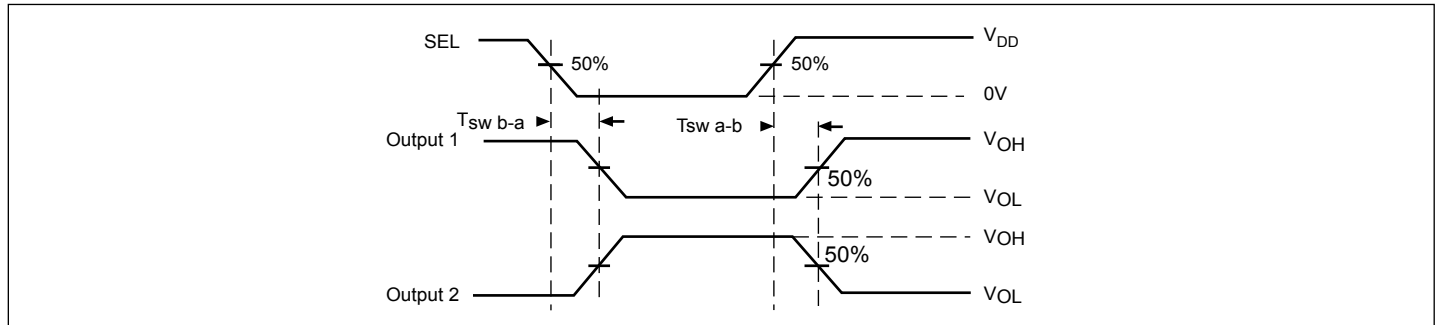 SEL
50%
50%
VDD
0V
Tsw b-a
Tsw a-b
Output 1
VOH
50%
VOL
VOH
50%
Output 2
VOL